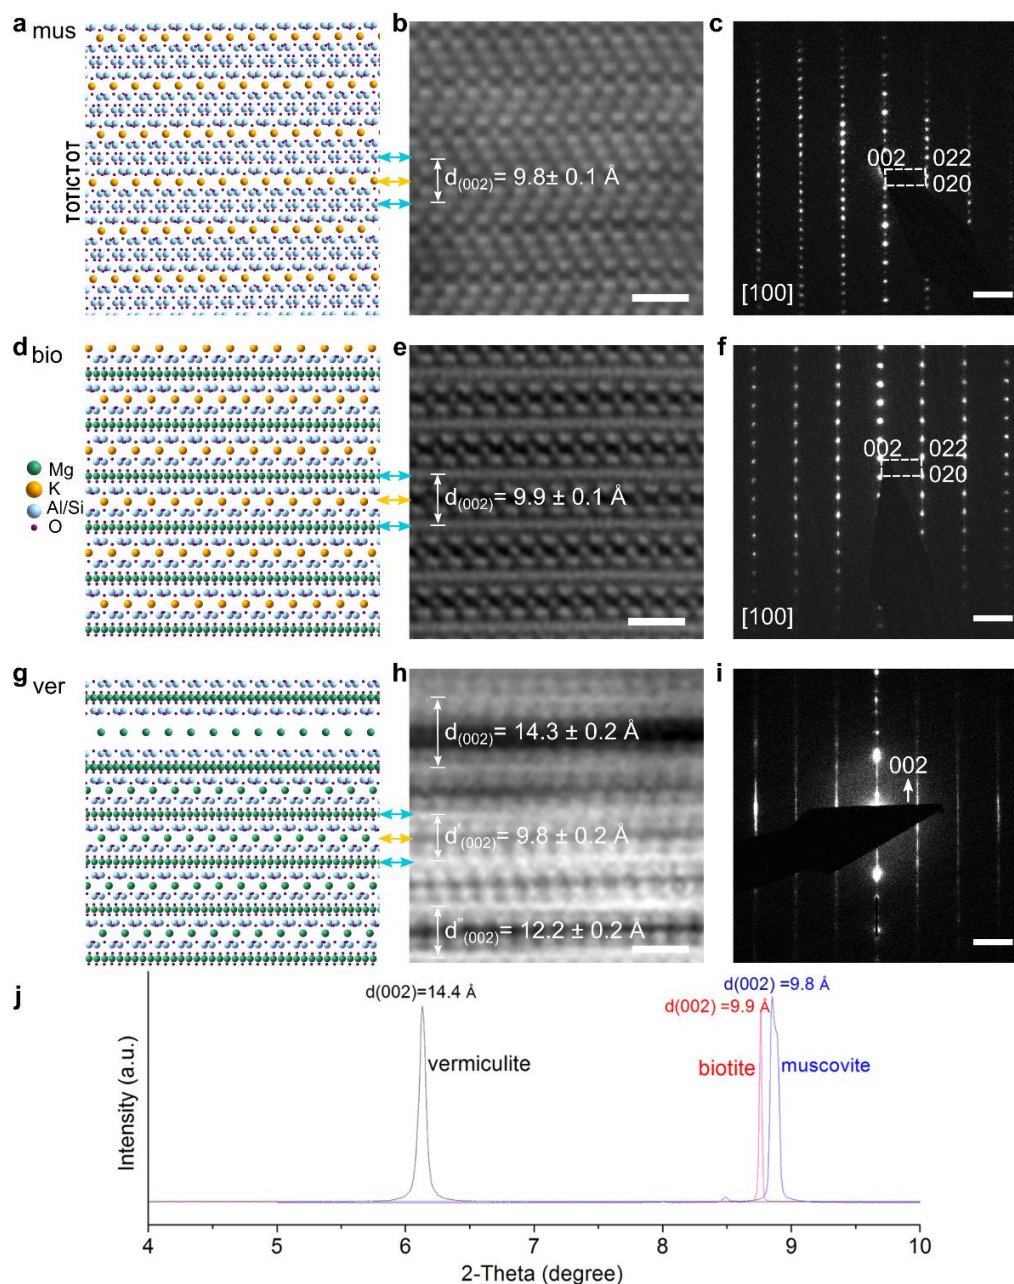 a mus
b
c
TOTICTOT
d(002)= 9.8± 0.1 Å
002
022
020
[100]
d bio
e
f
Mg
K
Al/Si
O
d(002)= 9.9 ± 0.1 Å
002
022
020
[100]
g ver
h
i
d(002)= 14.3 ± 0.2 Å
d'(002)= 9.8 ± 0.2 Å
d"(002)= 12.2 ± 0.2 Å
002
j
d(002)=14.4 Å
d(002) =9.8 Å
d(002) =9.9 Å
vermiculite
biotite
muscovite
Intensity (a.u.)
4 5 6 7 8 9 10
2-Theta (degree)